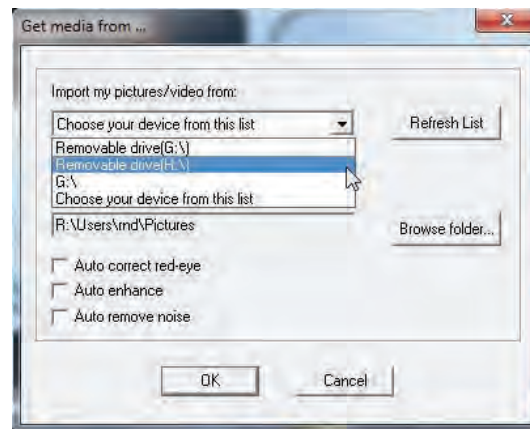 Get media from ...
Import my pictures/video from:
Choose your device from this list
Refresh List
Removable drive(G:\)
Removable drive(H:\)
G:\
Choose your device from this list
R:\Users\rnd\Pictures
Browse folder...
Auto correct red-eye
Auto enhance
Auto remove noise
OK
Cancel